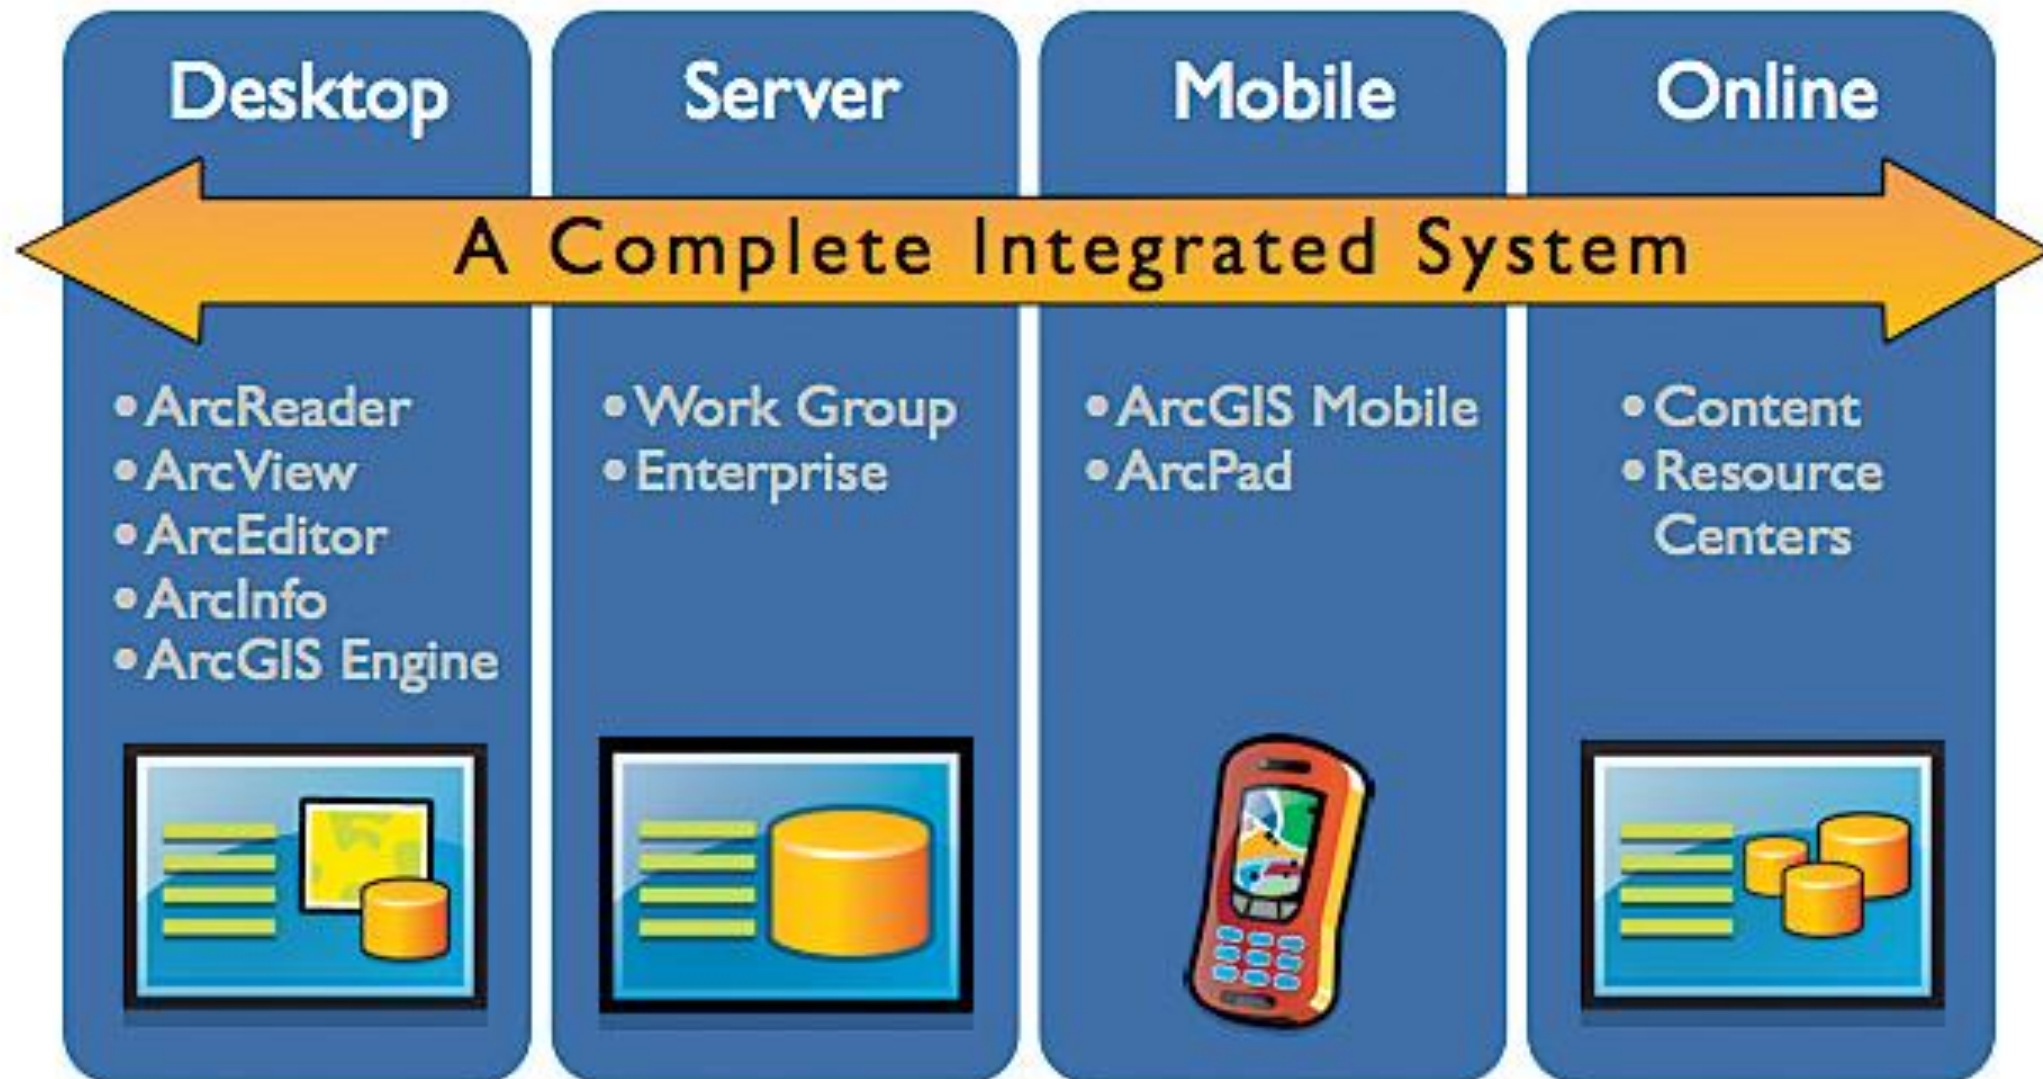 Desktop
Server
Mobile
Online
A Complete Integrated System
•ArcReader
•ArcView
•ArcEditor
•ArcInfo
•ArcGIS Engine
•Work Group
•Enterprise
•ArcGIS Mobile
•ArcPad
•Content
•Resource
Centers